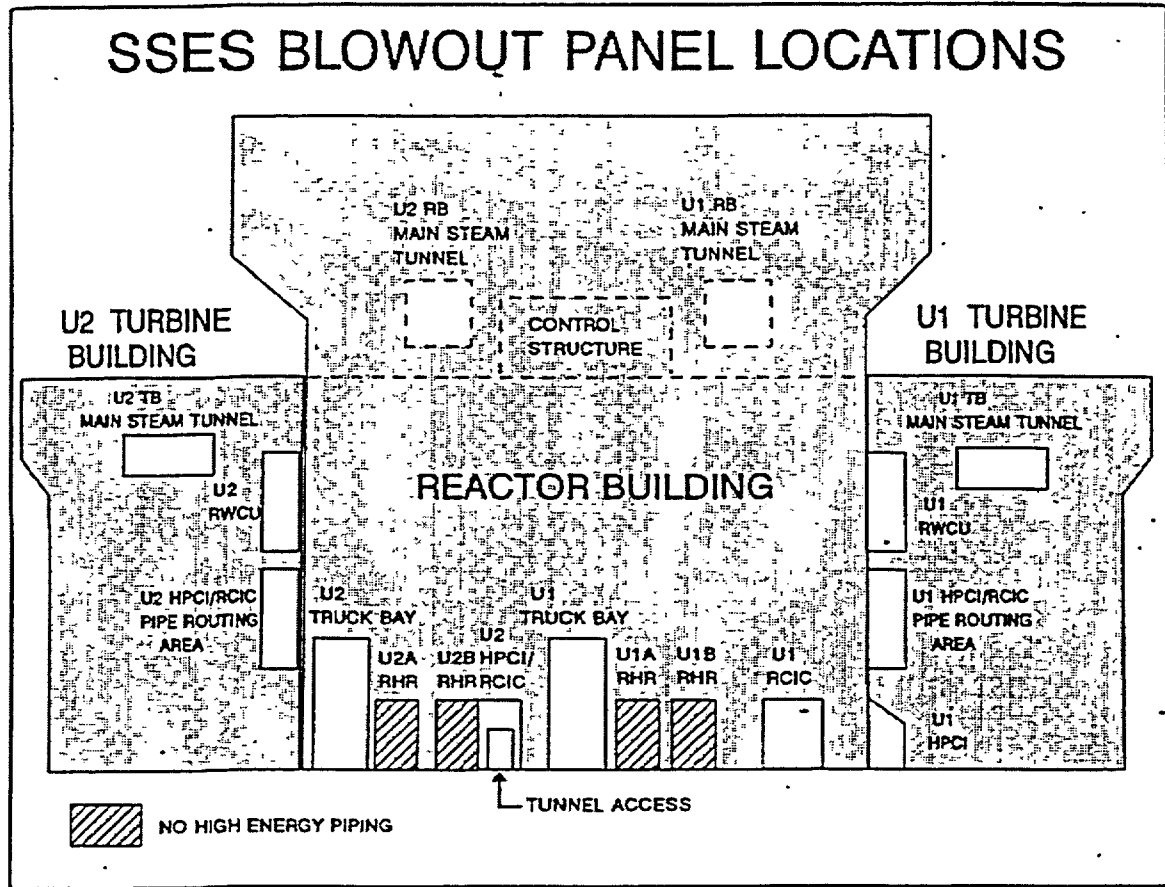 SSES BLOWOUT PANEL LOCATIONS
U2 RB
MAIN STEAM
TUNNEL
U1 RB
MAIN STEAM
TUNNEL
CONTROL
STRUCTURE
U2 TURBINE
BUILDING
U1 TURBINE
BUILDING
U2 TB
MAIN STEAM TUNNEL
U1 TB
MAIN STEAM TUNNEL
U2
RWCU
REACTOR BUILDING
U1
RWCU
U2 HPCI/RCIC
PIPE ROUTING
AREA
U1 HPCI/RCIC
PIPE ROUTING
AREA
U2
TRUCK BAY
U2A
RHR
U2B
RHR
U2
HPCI/
RCIC
U1
TRUCK BAY
U1A
RHR
U1B
RHR
U1
RCIC
U1
HPCI
TUNNEL ACCESS
NO HIGH ENERGY PIPING